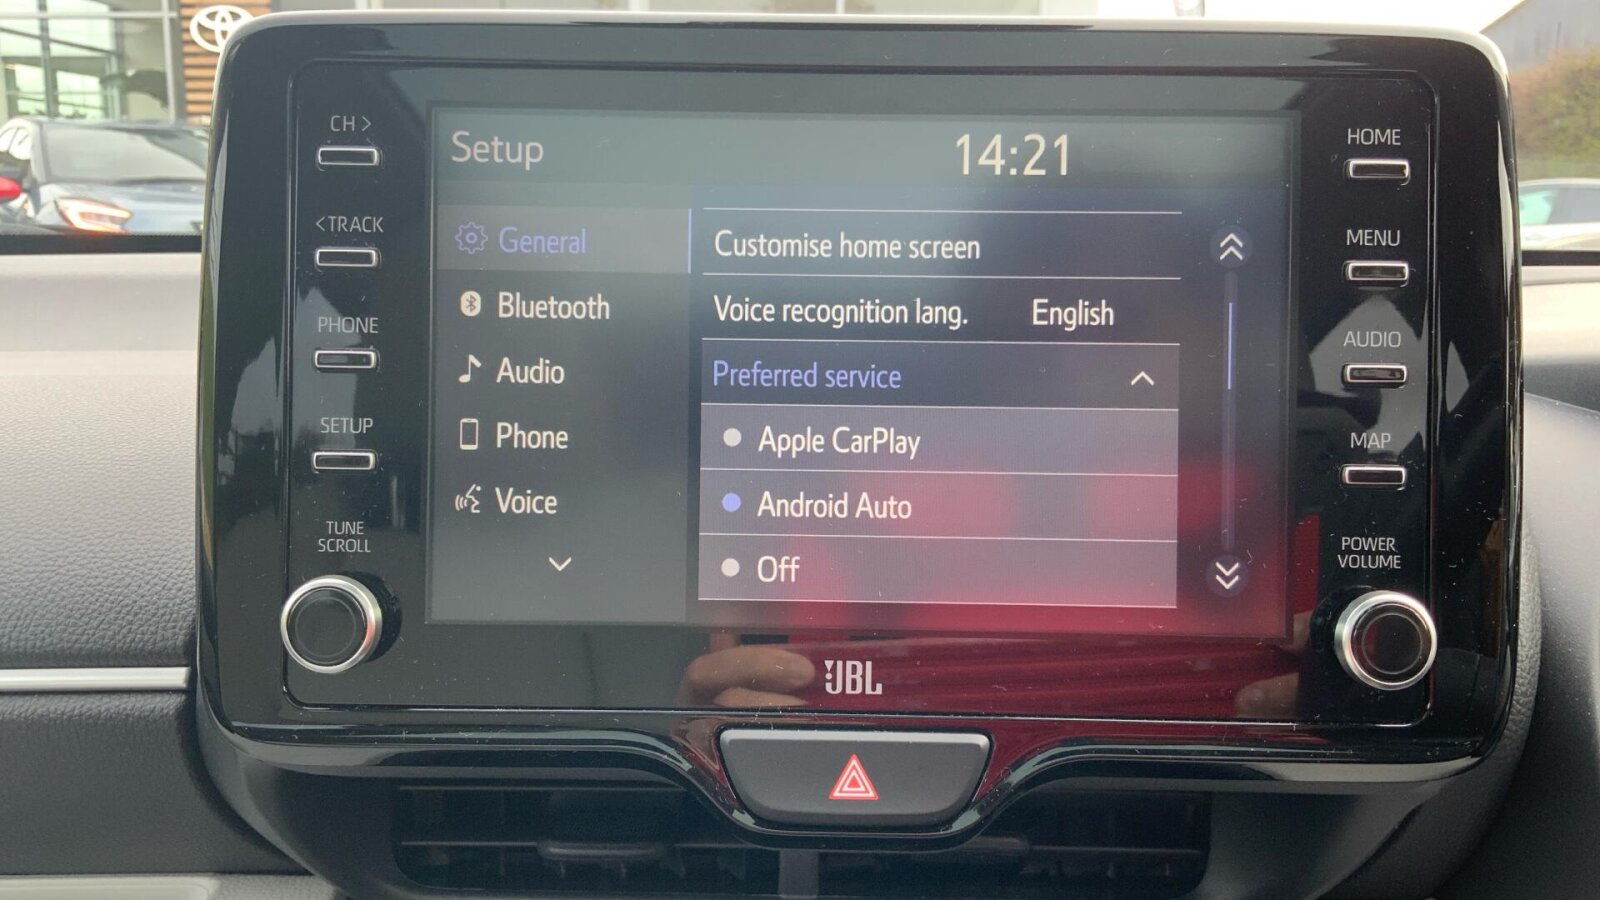 CH >
< TRACK
PHONE
SETUP
TUNE
SCROLL
Setup
14:21
General
Bluetooth
Audio
Phone
Voice
Customise home screen
Voice recognition lang. English
Preferred service
Apple CarPlay
Android Auto
Off
HOME
MENU
AUDIO
MAP
POWER
VOLUME
JBL